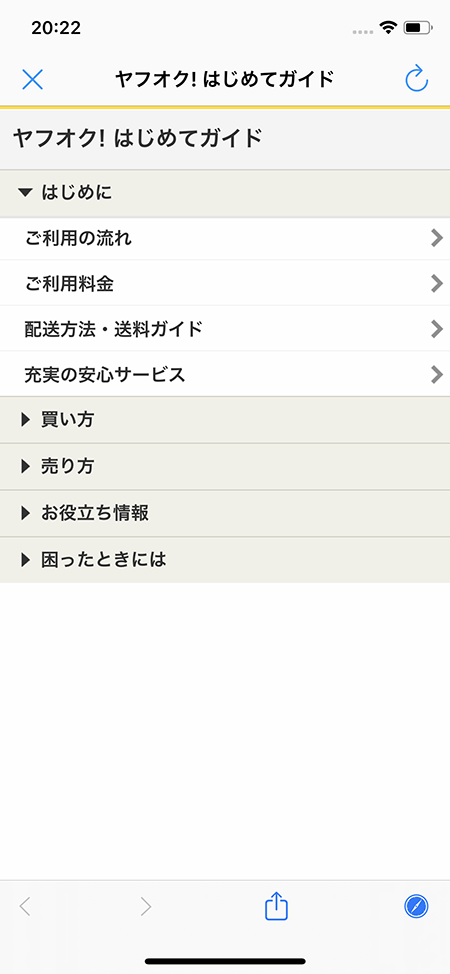 20:22
ヤフオク! はじめてガイド
ヤフオク! はじめてガイド
はじめに
ご利用の流れ
ご利用料金
配送方法・送料ガイド
充実の安心サービス
買い方
売り方
お役立ち情報
困ったときには